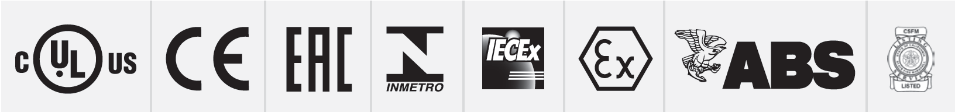 C UL US
CE
EAC
INMETRO
IECEx
Ex
ABS
CSFM
LISTED